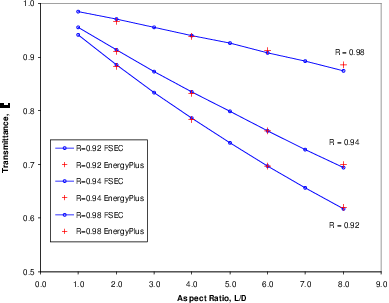 1.0
0.9
0.8
0.7
0.6
0.5
Transmittance,
R = 0.98
R = 0.94
R = 0.92
R=0.92 FSEC
R=0.92 EnergyPlus
R=0.94 FSEC
R=0.94 EnergyPlus
R=0.98 FSEC
R=0.98 EnergyPlus
0.0 1.0 2.0 3.0 4.0 5.0 6.0 7.0 8.0 9.0
Aspect Ratio, L/D